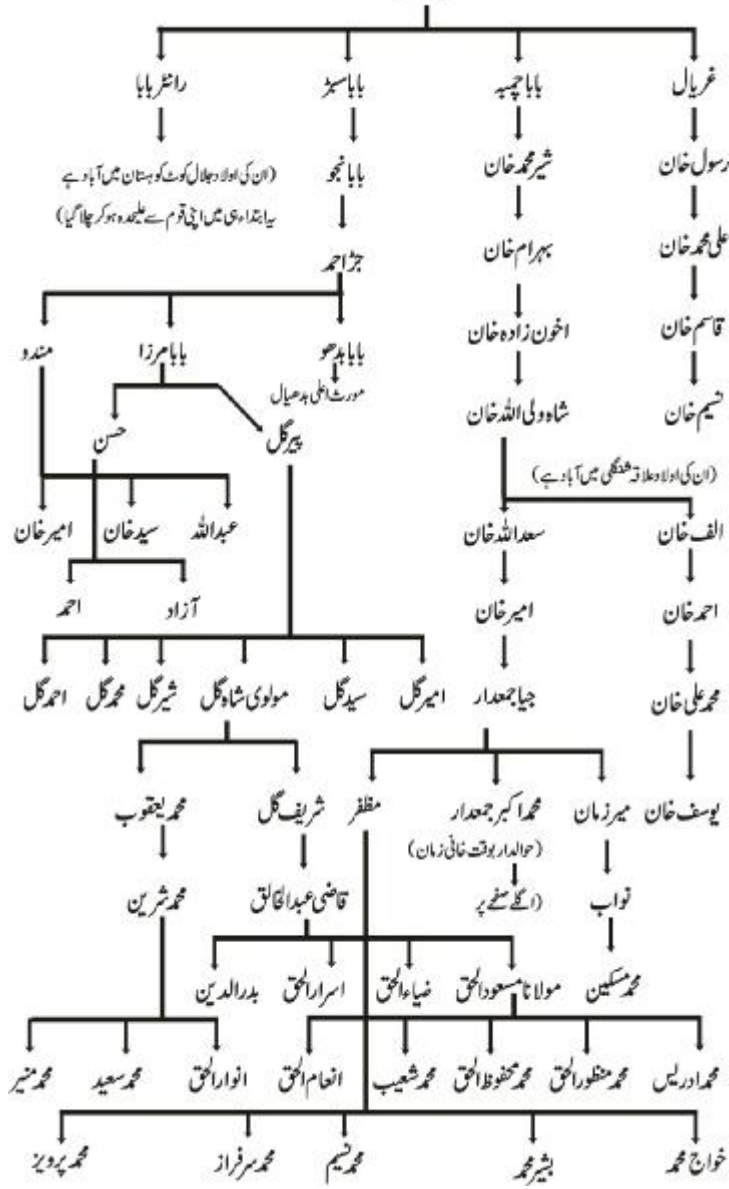 غریال بابا چمبہ بابا سبڑ رانٹر بابا
رسول خان شیر محمد خان بابا نجو (ان کی اولاد جلال کوٹ کوہستان میں آباد ہے
یہ ابتداء ہی میں اپنی قوم سے علیحدہ ہوکر چلا گیا)
علی محمد خان بہرام خان جڑ احمد
قاسم خان اخون زادہ خان بابا بدھو بابا مرزا مندو
مورث اعلی بدھیال
نسیم خان شاہ ولی اللہ خان پیر گل حسن
(ان کی اولاد علاقہ شنگلی میں آباد ہے)
الف خان سعد اللہ خان عبداللہ سید خان امیر خان
احمد خان امیر خان آزاد احمد
محمد علی خان جیا جمعدار امیر گل سید گل مولوی شاہ گل شیر گل محمد گل احمد گل
یوسف خان میر زمان محمد اکبر جمعدار مظفر شریف گل محمد یعقوب
(حوالدار بوقت خانی زمان)
نواب (اگلے صفحے پر قاضی عبدالخالق محمد شرین
محمد مسکین مولانا مسعود الحق ضیاء الحق اسرار الحق بدر الدین
محمد ادریس محمد منظور الحق محمد محفوظ الحق محمد شعیب انعام الحق انوار الحق محمد سعید محمد منیر
خواج محمد بشیر محمد محمد نسیم محمد سرفراز محمد پرویز